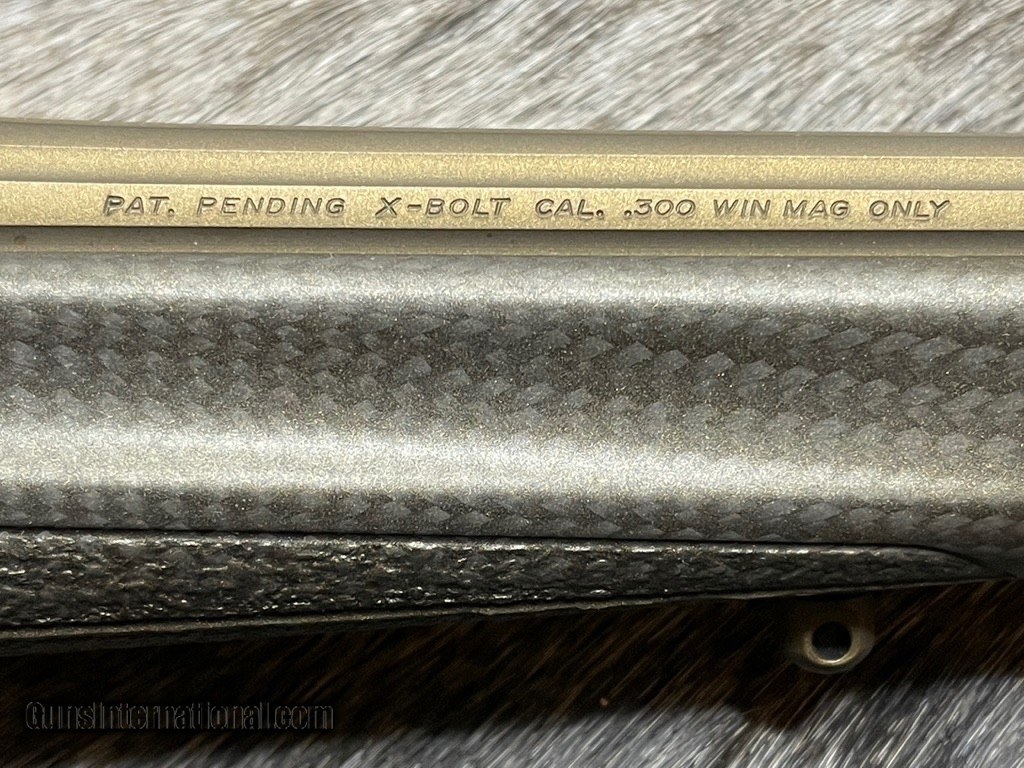 PAT. PENDING X-BOLT CAL. .300 WIN MAG ONLY
GunsInternational.com